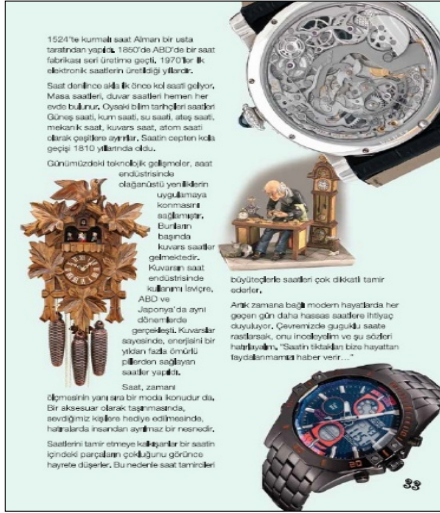 1524'te kurmalı saat Alman bir usta
tarafından yapıldı. 1850'de ABD'de bir saat
fabrikası seri üretime geçti. 1970'ler ilk
elektronik saatlerin üretildiği yıllardır.
Saat denilince akla ilk önce kol saati geliyor.
Masa saatleri, duvar saatleri hemen her
evde bulunur. Oysaki bilim tarihçileri saatleri
Güneş saati, kum saati, su saati, ateş saati,
mekanik saat, kuvars saat, atom saati
olarak çeşitlere ayırırlar. Saatin cepten kola
geçişi 1810 yıllarında oldu.
Günümüzdeki teknolojik gelişmeler, saat
endüstrisinde
olağanüstü yeniliklerin
uygulamaya
konmasını
sağlamıştır.
Bunların
başında
kuvars saatler
gelmektedir.
Kuvarsın saat
endüstrisinde
kullanımı İsviçre,
ABD ve
Japonya'da aynı
dönemlerde
gerçekleşti. Kuvarslar
sayesinde, enerjisini bir
yıldan fazla ömürlü
pillerden sağlayan
saatler yapıldı.
Saat, zamanı
ölçmesinin yanı sıra bir moda ikonudur da.
Bir aksesuar olarak taşınmasında,
sevdiğimiz kişilere hediye edilmesinde,
hatıralarda insandan ayrılmaz bir nesnedir.
Saatlerini tamir etmeye kalkışanlar bir saatin
içindeki parçaların çokluğunu görünce
hayrete düşerler. Bu nedenle saat tamircileri
büyüteçlerle saatleri çok dikkatli tamir
ederler.
Artık zamana bağlı modern hayatlarda her
geçen gün daha hassas saatlere ihtiyaç
duyuluyor. Çevremizde guguklu saate
rastlarsak, onu inceleyelim ve şu sözleri
hatırlayalım, "Saatin tiktakları bize hayattan
faydalanmamızı haber verir..."
33